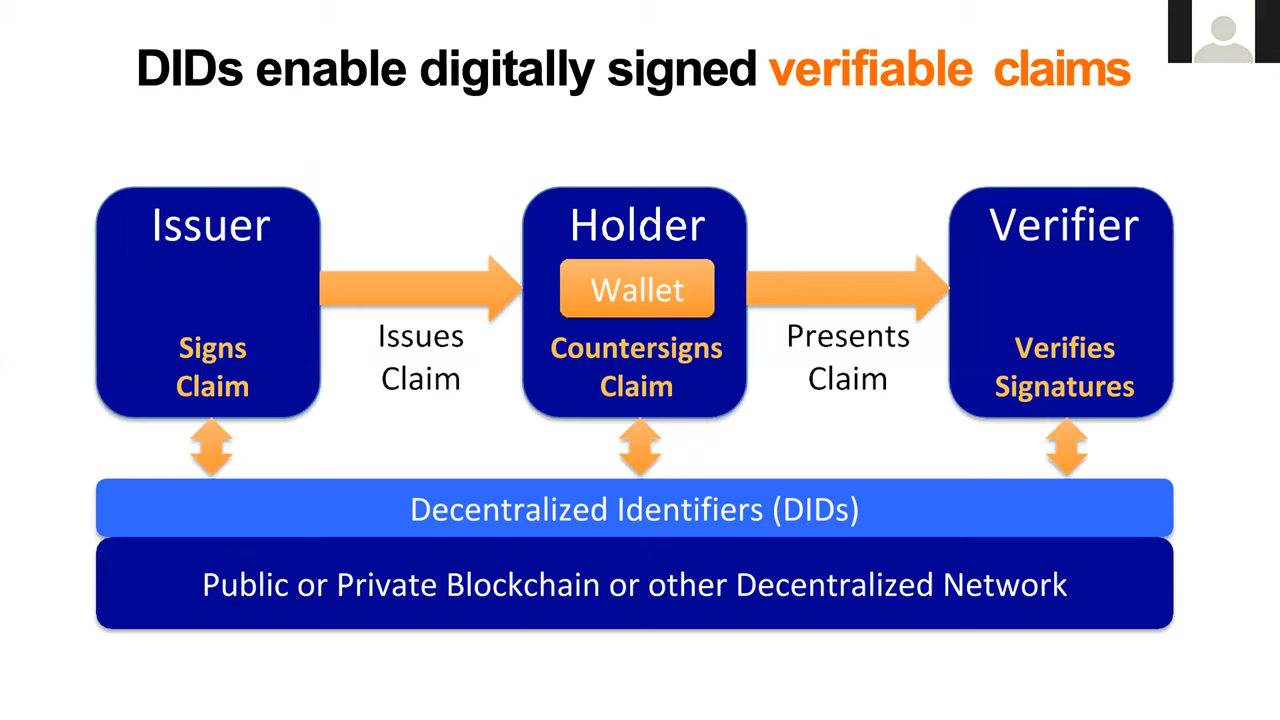 DIDs enable digitally signed verifiable claims
Issuer
Signs
Claim
Issues
Claim
Holder
Wallet
Countersigns
Claim
Presents
Claim
Verifier
Verifies
Signatures
Decentralized Identifiers (DIDs)
Public or Private Blockchain or other Decentralized Network